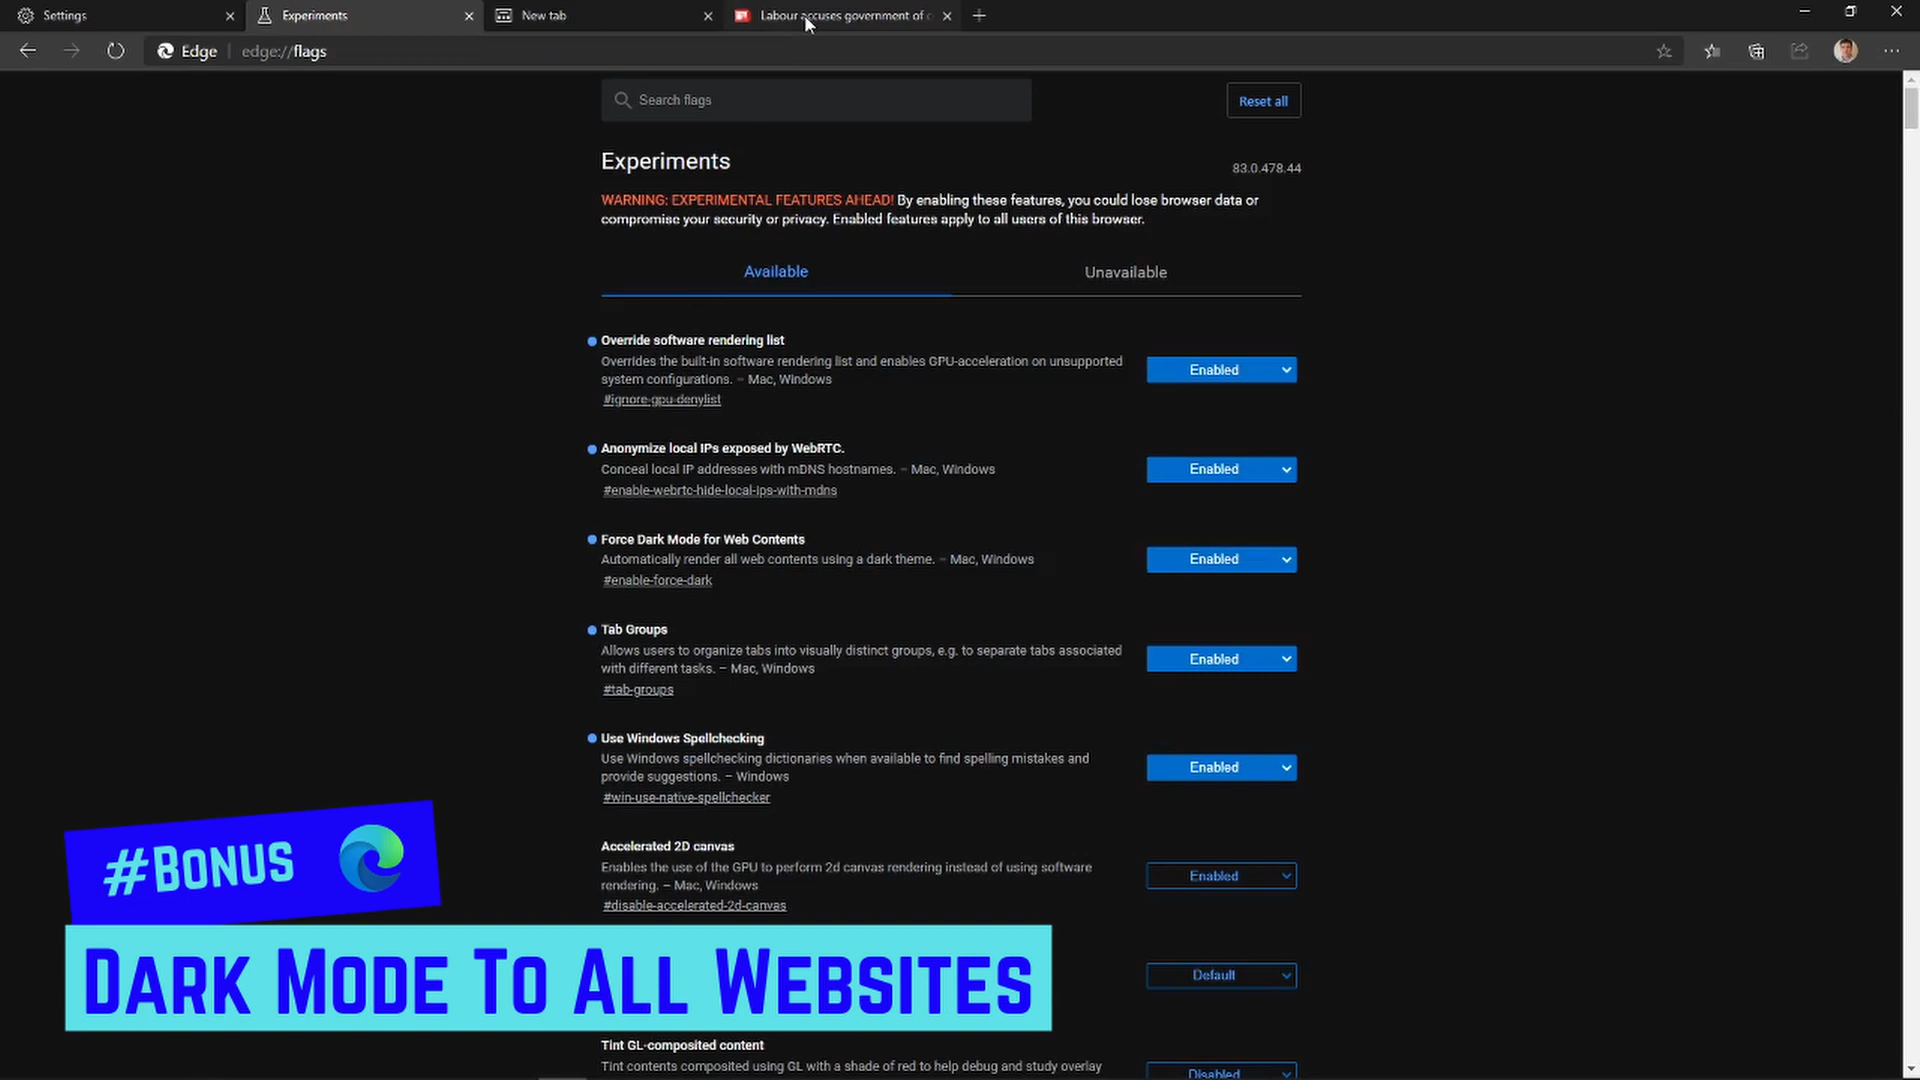 Settings
Experiments
New tab
Labour accuses government of
Edge
edge://flags
Search flags
Reset all
Experiments
83.0.478.44
WARNING: EXPERIMENTAL FEATURES AHEAD! By enabling these features, you could lose browser data or
compromise your security or privacy. Enabled features apply to all users of this browser.
Available
Unavailable
Override software rendering list
Overrides the built-in software rendering list and enables GPU-acceleration on unsupported
system configurations. – Mac, Windows
#ignore-gpu-denylist
Enabled
Anonymize local IPs exposed by WebRTC.
Conceal local IP addresses with mDNS hostnames. – Mac, Windows
#enable-webrtc-hide-local-ips-with-mdns
Enabled
Force Dark Mode for Web Contents
Automatically render all web contents using a dark theme. – Mac, Windows
#enable-force-dark
Enabled
Tab Groups
Allows users to organize tabs into visually distinct groups, e.g. to separate tabs associated
with different tasks. – Mac, Windows
#tab-groups
Enabled
Use Windows Spellchecking
Use Windows spellchecking dictionaries when available to find spelling mistakes and
provide suggestions. – Windows
#win-use-native-spellchecker
Enabled
Accelerated 2D canvas
Enables the use of the GPU to perform 2d canvas rendering instead of using software
rendering. – Mac, Windows
#disable-accelerated-2d-canvas
Enabled
#BONUS
DARK MODE TO ALL WEBSITES
Default
Tint GL-composited content
Tint contents composited using GL with a shade of red to help debug and study overlay
Disabled